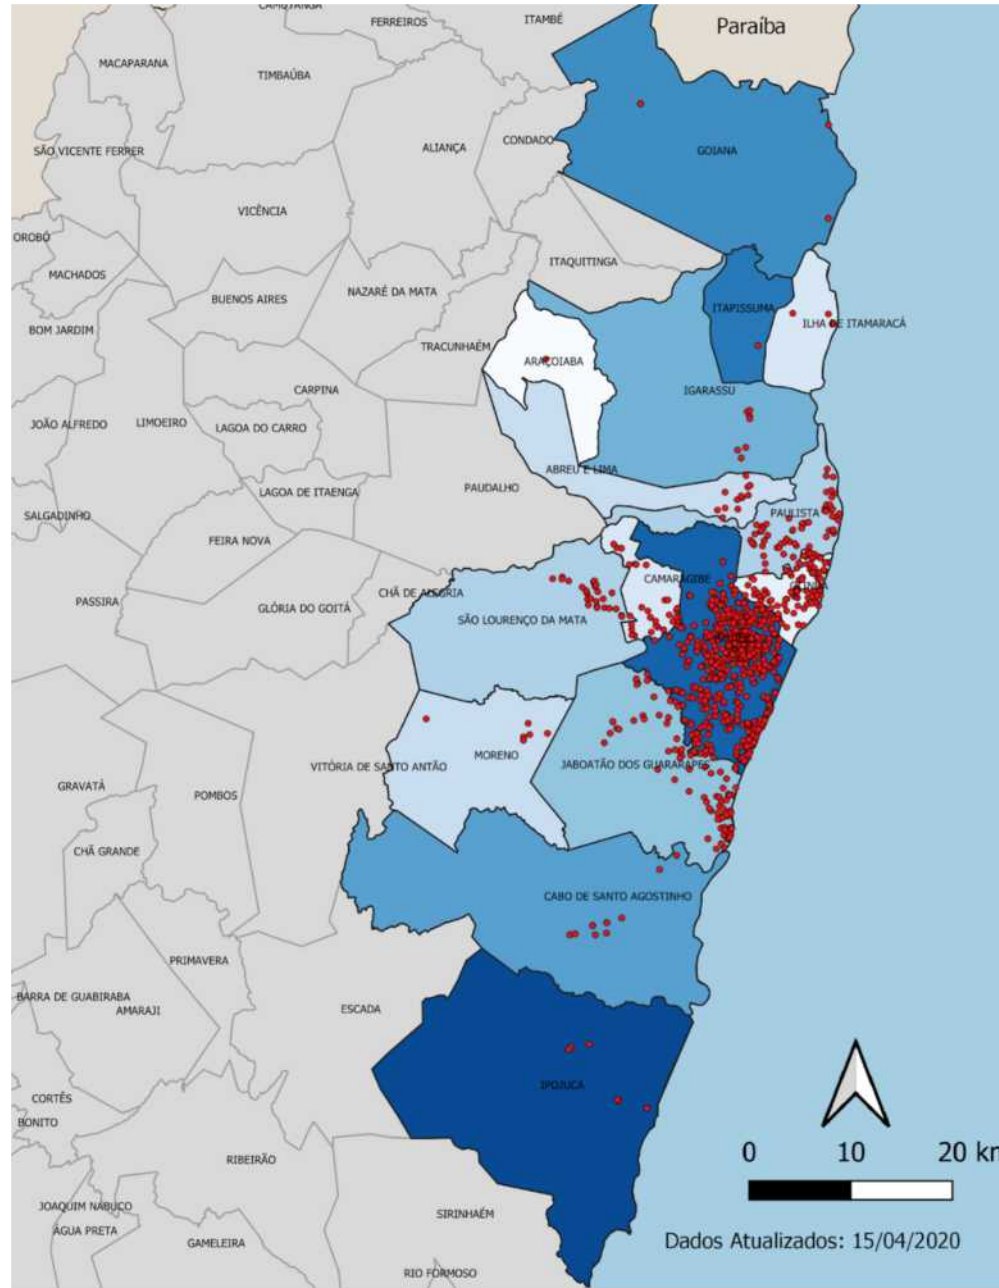 CAMUTANGA
FERREIROS
ITAMBÉ
Paraíba
MACAPARANA
TIMBAÚBA
SÃO VICENTE FERRER
ALIANÇA
CONDADO
GOIANA
VICÊNCIA
OROBÓ
MACHADOS
ITAQUITINGA
BUENOS AIRES
NAZARÉ DA MATA
ITAPISSUMA
ILHA DE ITAMARACÁ
BOM JARDIM
TRACUNHAÉM
ARAÇOIABA
CARPINA
IGARASSU
JOÃO ALFREDO
LIMOEIRO
LAGOA DO CARRO
ABREU E LIMA
PAUDALHO
LAGOA DE ITAENGA
SALGADINHO
PAULISTA
FEIRA NOVA
CAMARAGIBE
OLINDA
PASSIRA
GLÓRIA DO GOITÁ
CHÃ DE ALEGRIA
SÃO LOURENÇO DA MATA
MORENO
VITÓRIA DE SANTO ANTÃO
JABOATÃO DOS GUARARAPES
GRAVATÁ
POMBOS
CHÃ GRANDE
CABO DE SANTO AGOSTINHO
PRIMAVERA
BARRA DE GUABIRABA
AMARAJI
ESCADA
IPOJUCA
CORTÊS
BONITO
0 10 20 km
RIBEIRÃO
JOAQUIM NABUCO
SIRINHAÉM
ÁGUA PRETA
GAMELEIRA
Dados Atualizados: 15/04/2020
RIO FORMOSO